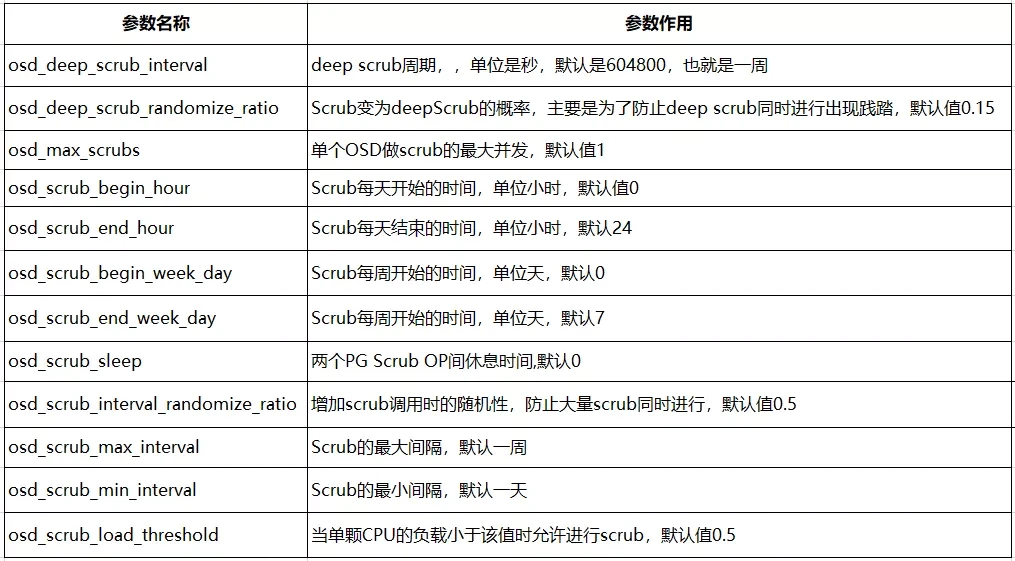 参数名称 参数作用
osd_deep_scrub_interval deep scrub周期，，单位是秒，默认是604800，也就是一周
osd_deep_scrub_randomize_ratio Scrub变为deepScrub的概率，主要是为了防止deep scrub同时进行出现践踏，默认值0.15
osd_max_scrubs 单个OSD做scrub的最大并发，默认值1
osd_scrub_begin_hour Scrub每天开始的时间，单位小时，默认值0
osd_scrub_end_hour Scrub每天结束的时间，单位小时，默认24
osd_scrub_begin_week_day Scrub每周开始的时间，单位天，默认0
osd_scrub_end_week_day Scrub每周开始的时间，单位天，默认7
osd_scrub_sleep 两个PG Scrub OP间休息时间,默认0
osd_scrub_interval_randomize_ratio 增加scrub调用时的随机性，防止大量scrub同时进行，默认值0.5
osd_scrub_max_interval Scrub的最大间隔，默认一周
osd_scrub_min_interval Scrub的最小间隔，默认一天
osd_scrub_load_threshold 当单颗CPU的负载小于该值时允许进行scrub，默认值0.5